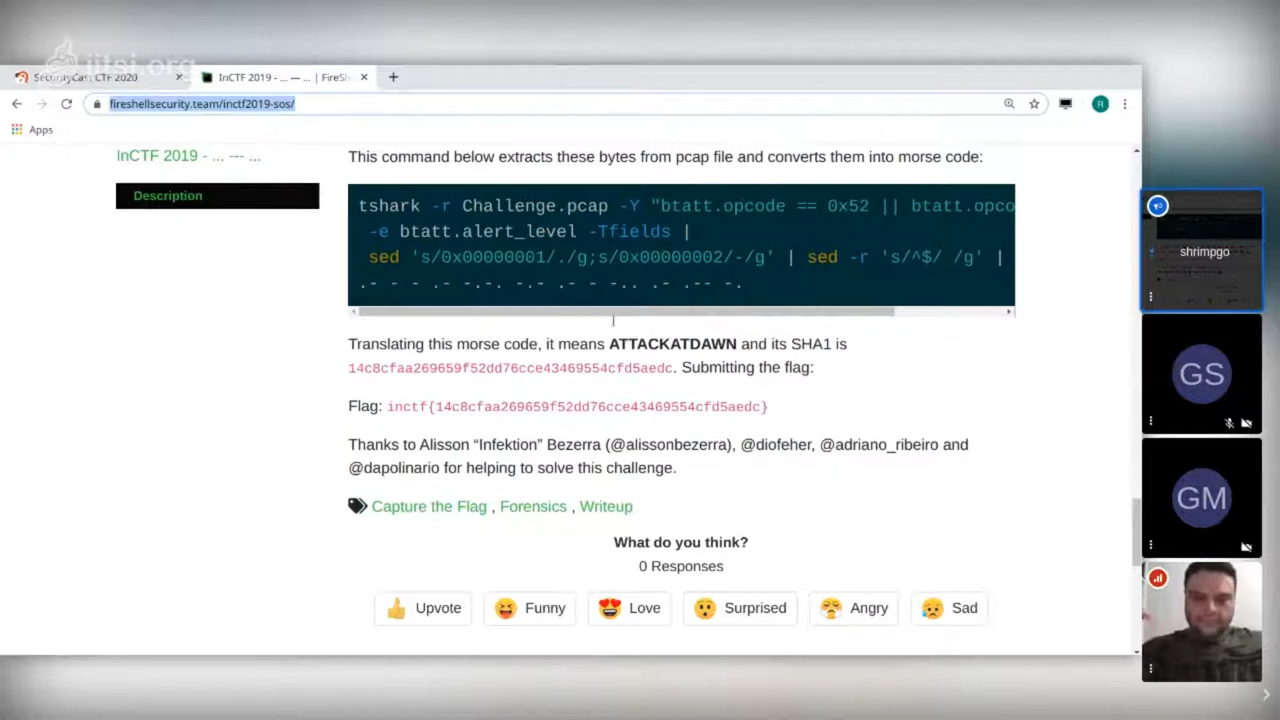 jitsi.org
SecurityCast CTF 2020
InCTF 2019 - ... — ... | FireSh
fireshellsecurity.team/inctf2019-sos/
R
Apps
InCTF 2019 - ... --- ...
Description
This command below extracts these bytes from pcap file and converts them into morse code:
tshark -r Challenge.pcap -Y "btatt.opcode == 0x52 || btatt.opco
-e btatt.alert_level -Tfields |
sed 's/0x00000001/./g;s/0x00000002/-/g' | sed -r 's/^$/ /g' |
.- - - .- -.-. -.- .- - -.. .- .-- -.
Translating this morse code, it means ATTACKATDAWN and its SHA1 is
14c8cfaa269659f52dd76cce43469554cfd5aedc. Submitting the flag:
Flag: inctf{14c8cfaa269659f52dd76cce43469554cfd5aedc}
Thanks to Alisson “Infektion” Bezerra (@alissonbezerra), @diofeher, @adriano_ribeiro and
@dapolinario for helping to solve this challenge.
Capture the Flag , Forensics , Writeup
What do you think?
0 Responses
Upvote
Funny
Love
Surprised
Angry
Sad
shrimpgo
GS
GM